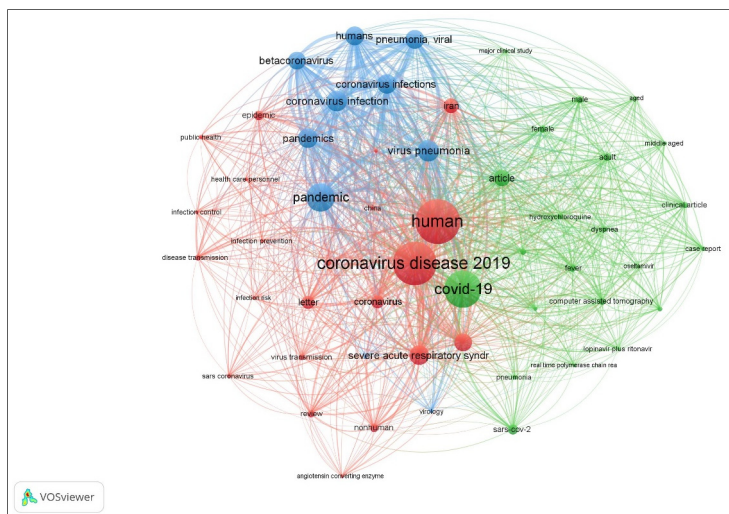 humans
pneumonia, viral
major clinical study
betacoronavirus
coronavirus infections
coronavirus infection
male
aged
iran
epidemic
female
public health
pandemics
middle aged
virus pneumonia
adult
health care personnel
article
pandemic
clinical article
china
infection control
human
hydroxychloroquine
dyspnea
infection prevention
case report
disease transmission
coronavirus disease 2019
fever
oseltamivir
covid-19
infection risk
letter
coronavirus
computer assisted tomography
lopinavir plus ritonavir
virus transmission
severe acute respiratory syndr
real time polymerase chain rea
sars coronavirus
pneumonia
review
virology
nonhuman
sars-cov-2
angiotensin converting enzyme
VOSviewer